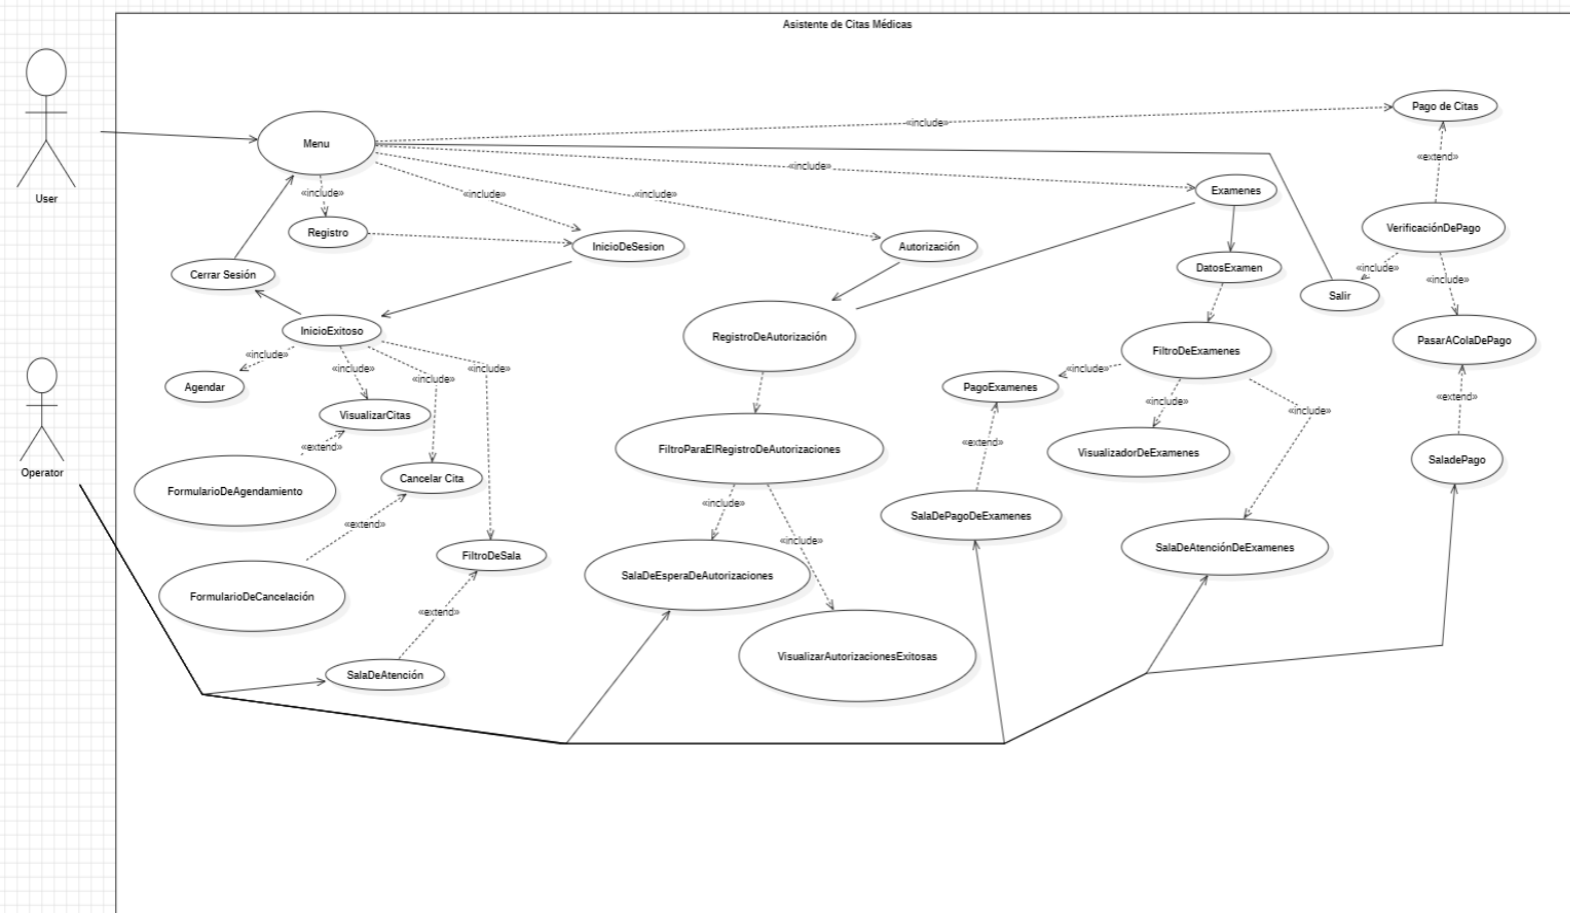 Asistente de Citas Médicas
Pago de Citas
«include»
Menu
«extend»
«include»
Examenes
«include»
«include»
«include»
User
VerificaciónDePago
Registro
InicioDeSesion
Autorización
DatosExamen
«include»
Cerrar Sesión
«include»
Salir
InicioExitoso
RegistroDeAutorización
PasarAColaDePago
FiltroDeExamenes
«include»
«include»
«include»
«include»
«include»
Agendar
PagoExamenes
«extend»
«include»
«include»
VisualizarCitas
«extend»
«extend»
FiltroParaElRegistroDeAutorizaciones
VisualizadorDeExamenes
SaladePago
Operator
Cancelar Cita
FormularioDeAgendamiento
«include»
SalaDePagoDeExamenes
«extend»
«include»
SalaDeAtenciónDeExamenes
FiltroDeSala
SalaDeEsperaDeAutorizaciones
FormularioDeCancelación
«extend»
VisualizarAutorizacionesExitosas
SalaDeAtención